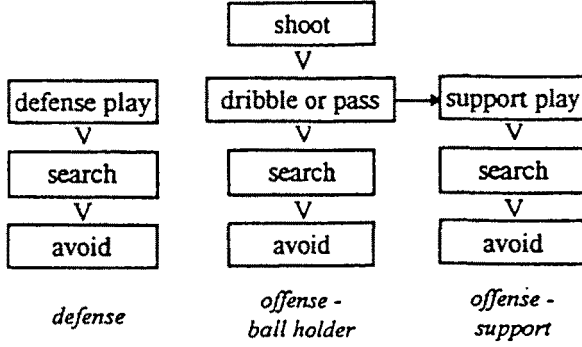 shoot
defense play
dribble or pass
support play
search
search
search
avoid
avoid
avoid
defense
offense -
ball holder
offense -
support